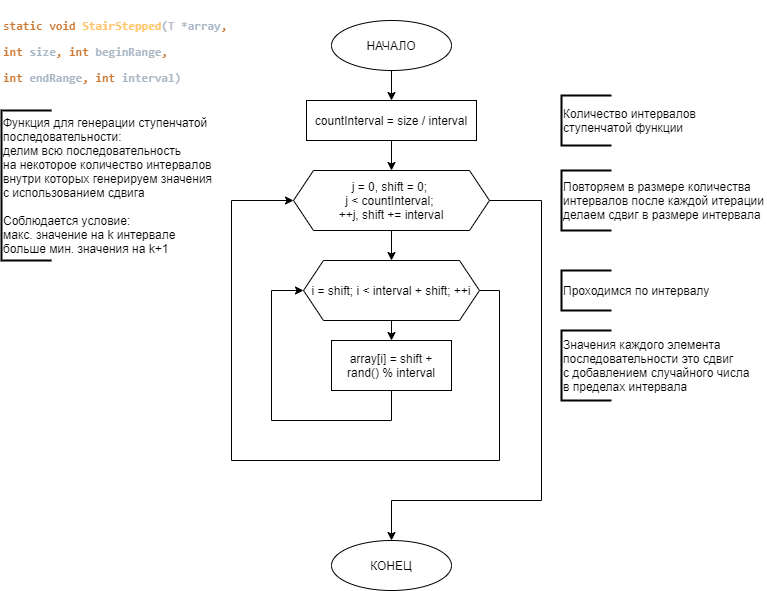 static void StairStepped(T *array,
int size, int beginRange,
int endRange, int interval)
Функция для генерации ступенчатой
последовательности:
делим всю последовательность
на некоторое количество интервалов
внутри которых генерируем значения
с использованием сдвига
Соблюдается условие:
макс. значение на k интервале
больше мин. значения на k+1
НАЧАЛО
countInterval = size / interval
Количество интервалов
ступенчатой функции
j = 0, shift = 0;
j < countInterval;
++j, shift += interval
Повторяем в размере количества
интервалов после каждой итерации
делаем сдвиг в размере интервала
i = shift; i < interval + shift; ++i
Проходимся по интервалу
array[i] = shift +
rand() % interval
Значения каждого элемента
последовательности это сдвиг
с добавлением случайного числа
в пределах интервала
КОНЕЦ